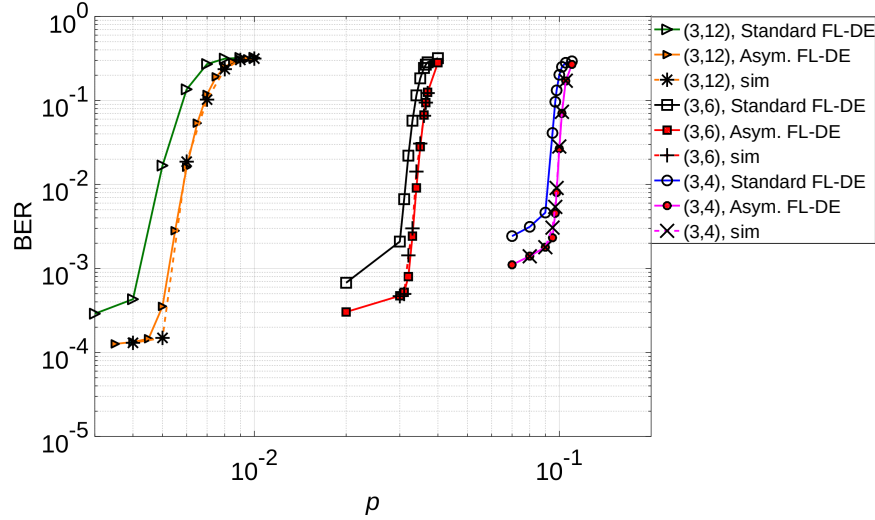 10^0
10^-1
10^-2
10^-3
10^-4
10^-5
BER
10^-2
10^-1
p
(3,12), Standard FL-DE
(3,12), Asym. FL-DE
(3,12), sim
(3,6), Standard FL-DE
(3,6), Asym. FL-DE
(3,6), sim
(3,4), Standard FL-DE
(3,4), Asym. FL-DE
(3,4), sim